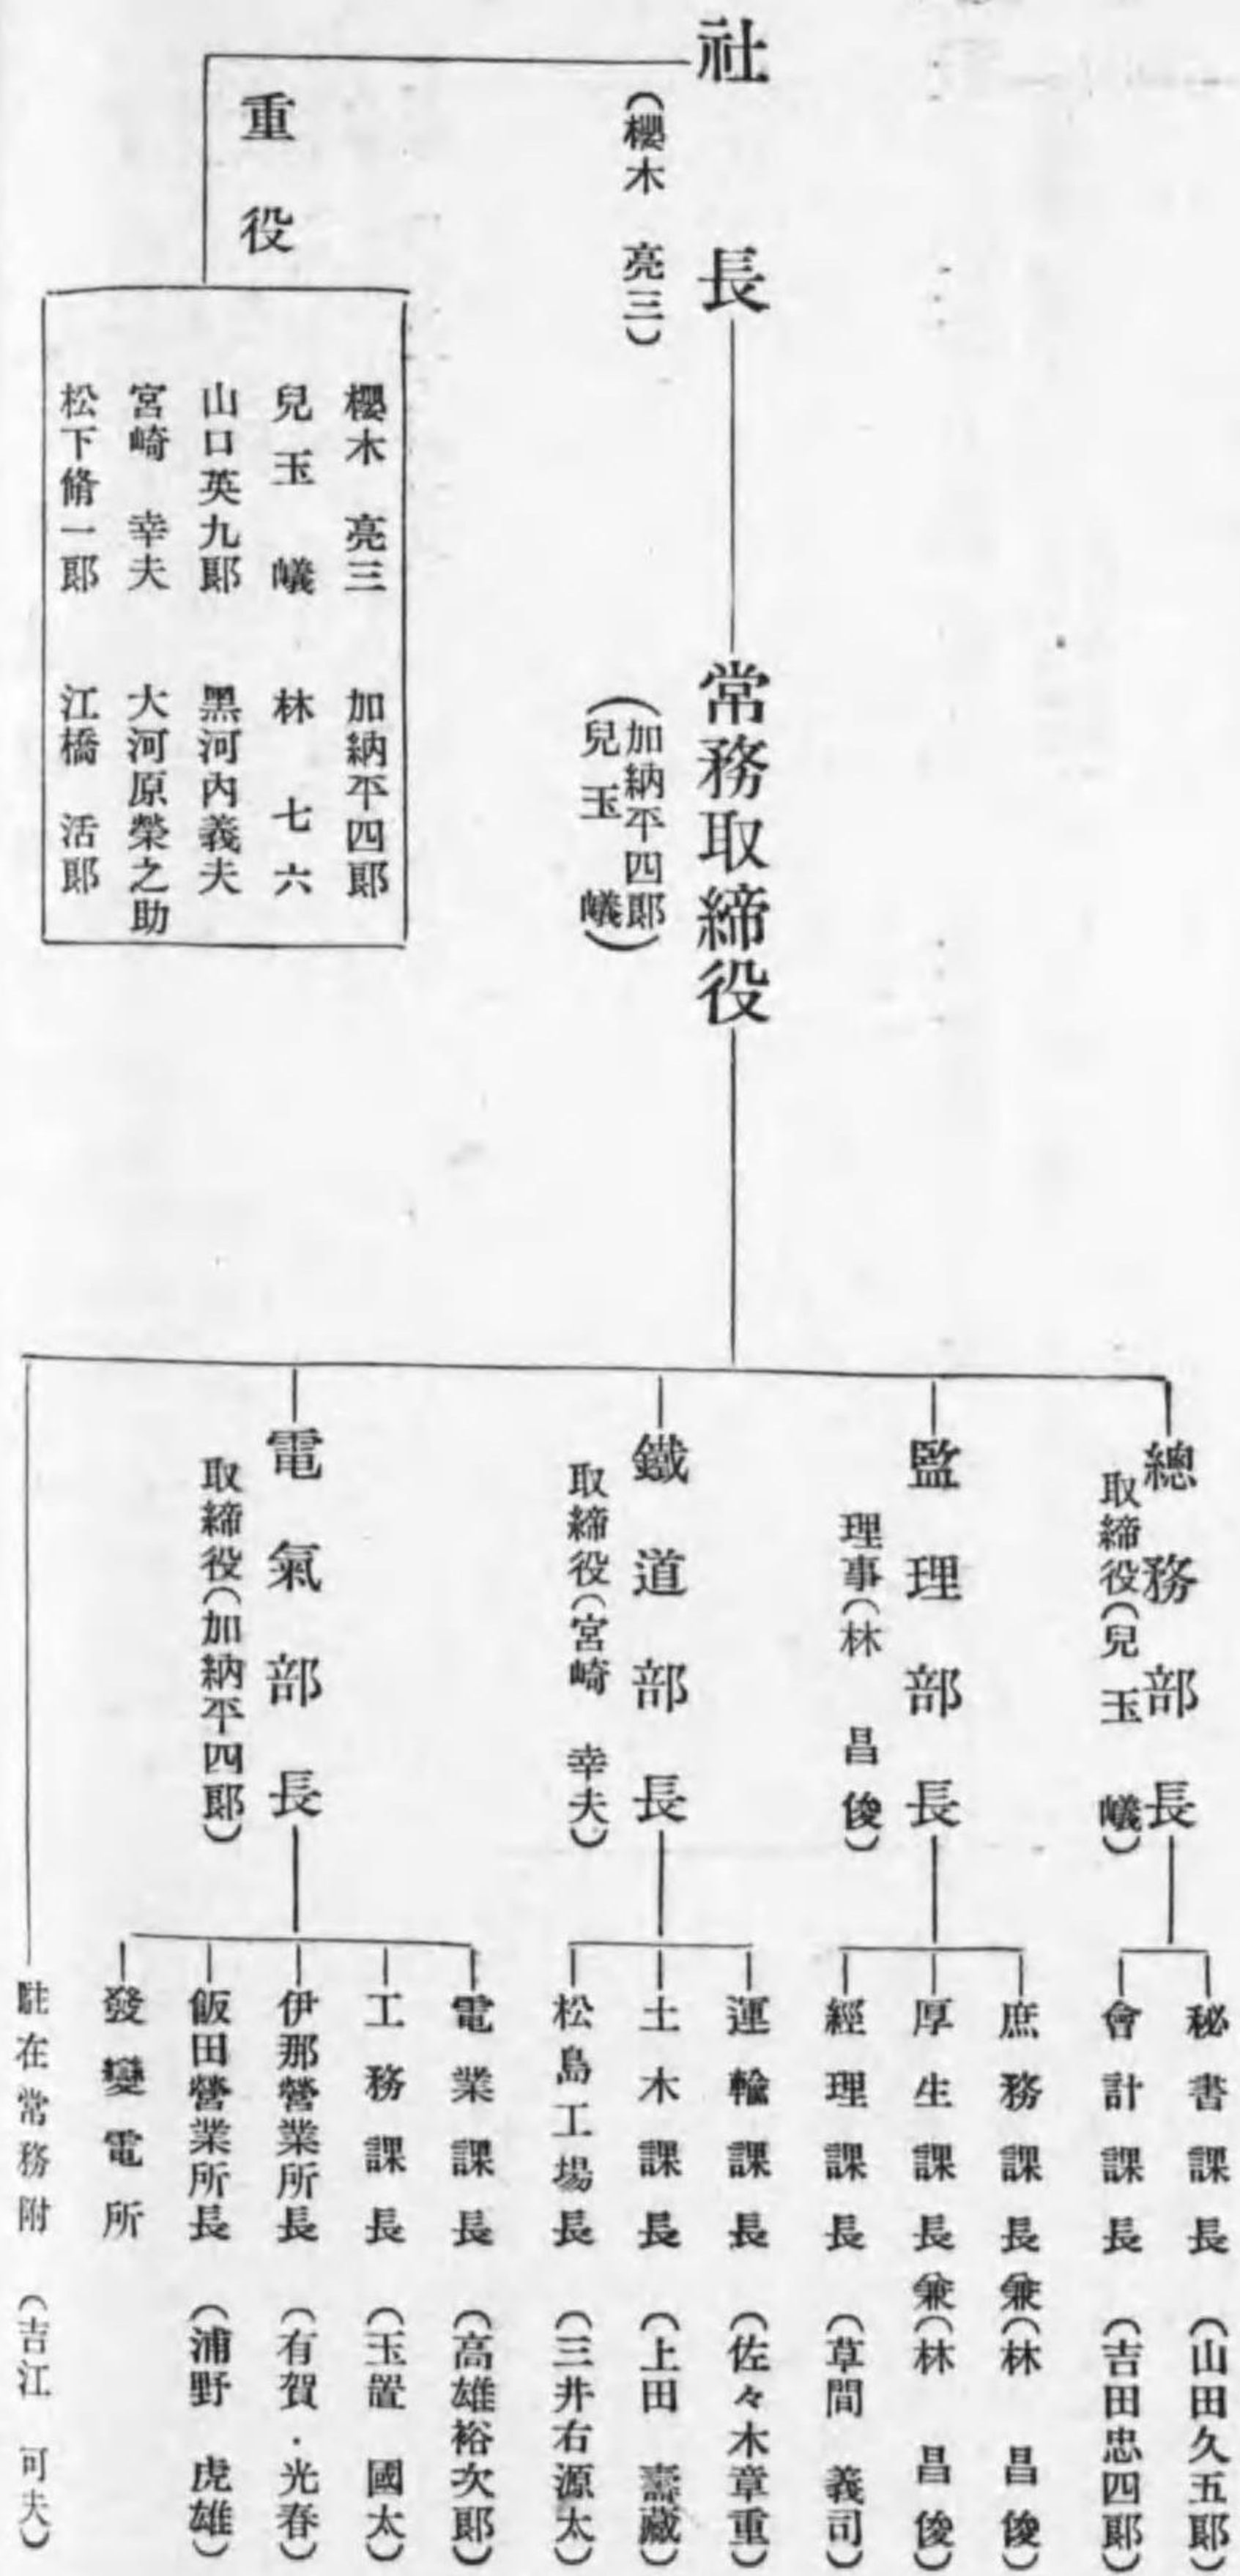 社長
（櫻木 亮三）
重役
櫻木 亮三 加納平四郞
兒玉 巇 林 七六
山口英九郞 黑河內義夫
宮崎 幸夫 大河原榮之助
松下脩一郞 江橋 活郞
常務取締役
（加納平四郞
兒玉 巇）
總務部長
取締役（兒玉 巇）
秘書課長（山田久五郞）
會計課長（吉田忠四郞）
監理部長
理事（林 昌俊）
庶務課長兼（林 昌俊）
厚生課長兼（林 昌俊）
經理課長（草間 義司）
鐵道部長
取締役（宮崎 幸夫）
運輸課長（佐々木章重）
土木課長（上田 壽藏）
松島工場長（三井右源太）
電氣部長
取締役（加納平四郞）
電業課長（高雄裕次郞）
工務課長（玉置 國太）
伊那營業所長（有賀・光春）
飯田營業所長（浦野 虎雄）
發變電所
駐在常務附（吉江 可夫）